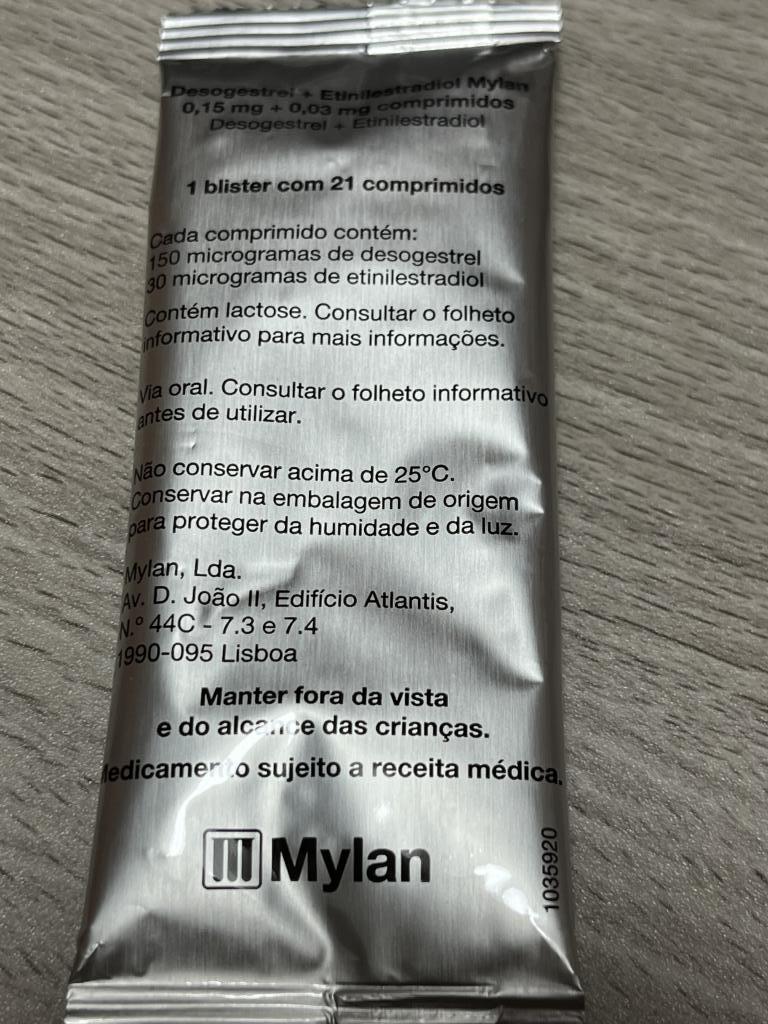 Desogestrel + Etinilestradiol Mylan
0,15 mg + 0,03 mg comprimidos
Desogestrel + Etinilestradiol
1 blister com 21 comprimidos
Cada comprimido contém:
150 microgramas de desogestrel
30 microgramas de etinilestradiol
Contém lactose. Consultar o folheto
informativo para mais informações.
Via oral. Consultar o folheto informativo
antes de utilizar.
Não conservar acima de 25°C.
Conservar na embalagem de origem
para proteger da humidade e da luz.
Mylan, Lda.
Av. D. João II, Edifício Atlantis,
N.º 44C - 7.3 e 7.4
1990-095 Lisboa
Manter fora da vista
e do alcance das crianças.
Medicamento sujeito a receita médica.
Mylan
1035920